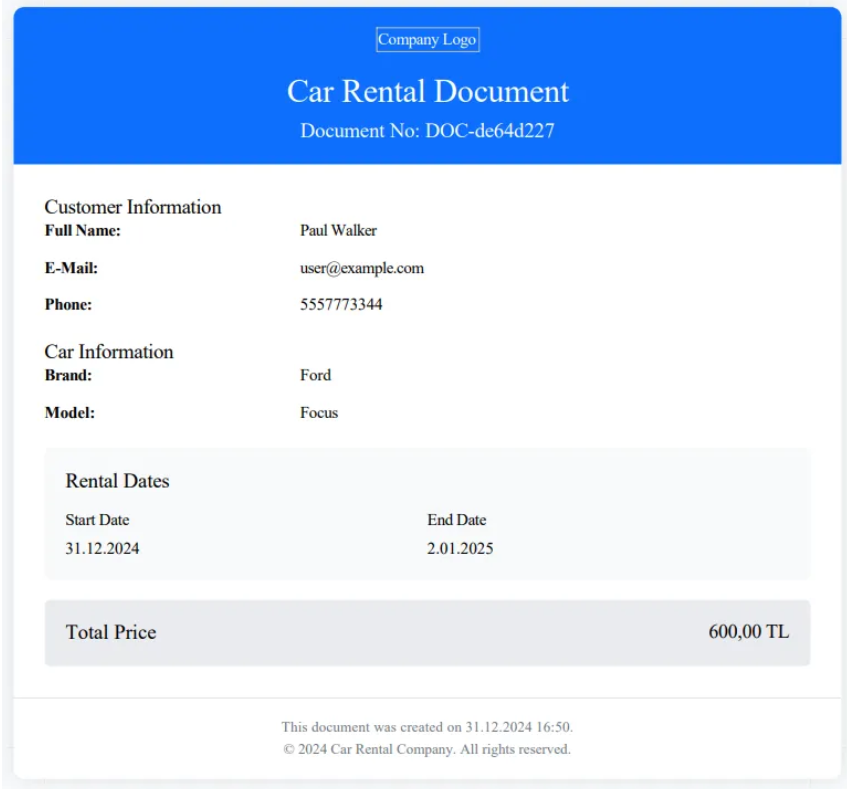 Company Logo
Car Rental Document
Document No: DOC-de64d227
Customer Information
Full Name: Paul Walker
E-Mail: user@example.com
Phone: 5557773344
Car Information
Brand: Ford
Model: Focus
Rental Dates
Start Date End Date
31.12.2024 2.01.2025
Total Price 600,00 TL
This document was created on 31.12.2024 16:50.
© 2024 Car Rental Company. All rights reserved.